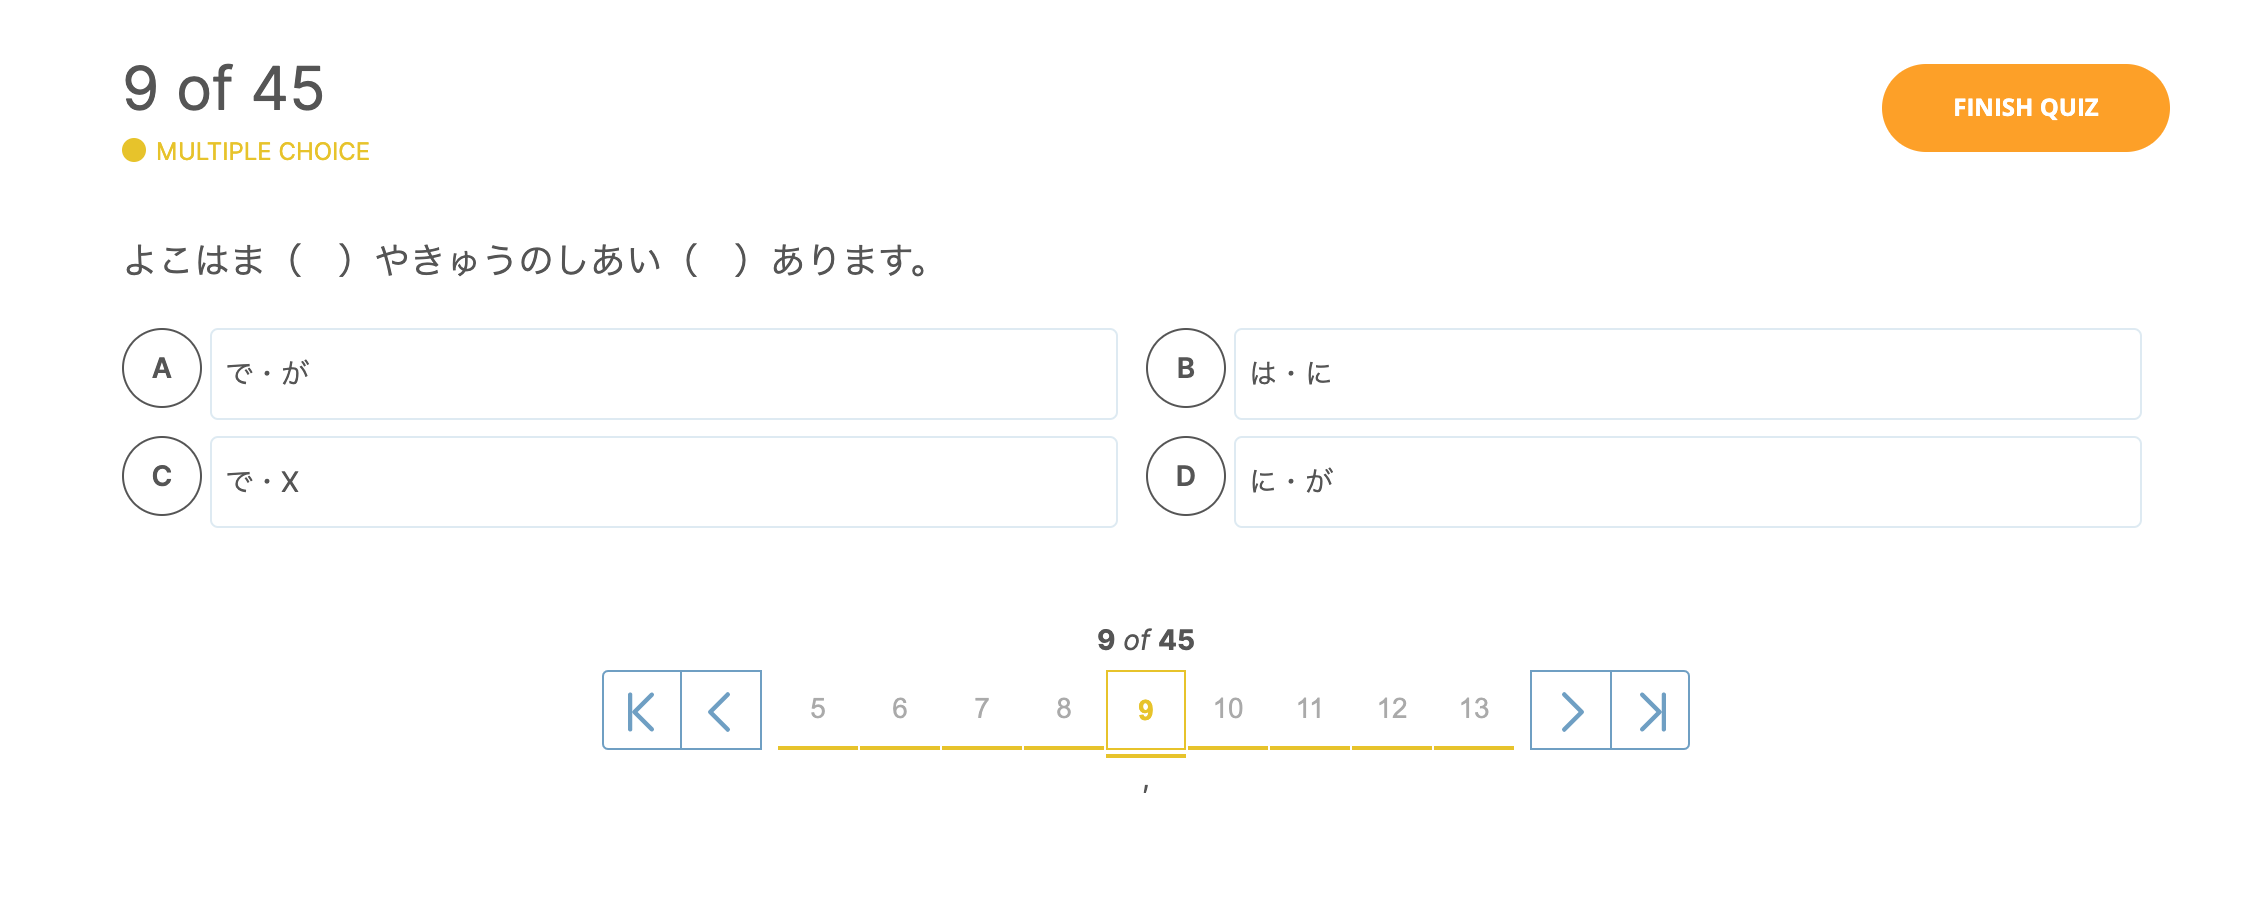 9 of 45
FINISH QUIZ
MULTIPLE CHOICE
よこはま（　）やきゅうのしあい（　）あります。
A で・が
B は・に
C で・X
D に・が
9 of 45
5 6 7 8 9 10 11 12 13
,